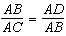 AB/AC = AD/AB